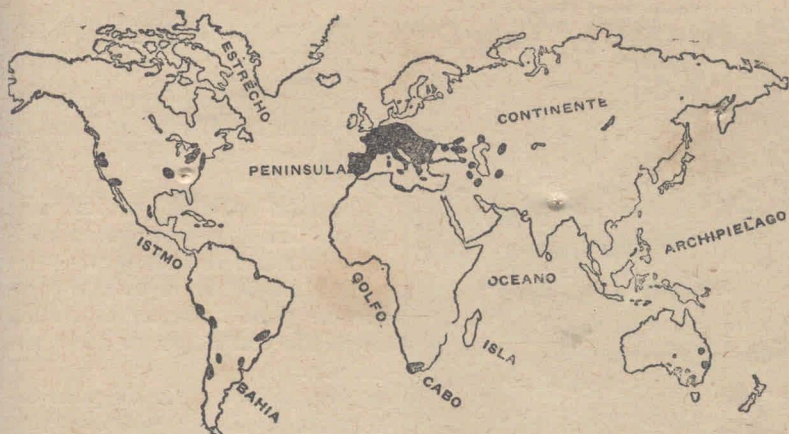 ESTRECHO
CONTINENTE
PENINSULA
ARCHIPIELAGO
ISTMO
OCEANO
GOLFO.
ISLA
CABO
BAHIA